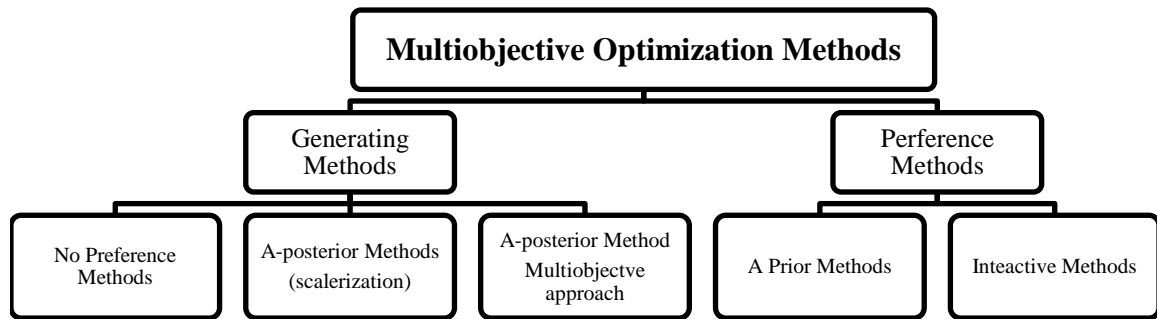 Multiobjective Optimization Methods
Generating
Methods
Perference
Methods
No Preference
Methods
A-posterior Methods
(scalerization)
A-posterior Method
Multiobjectve
approach
A Prior Methods
Inteactive Methods